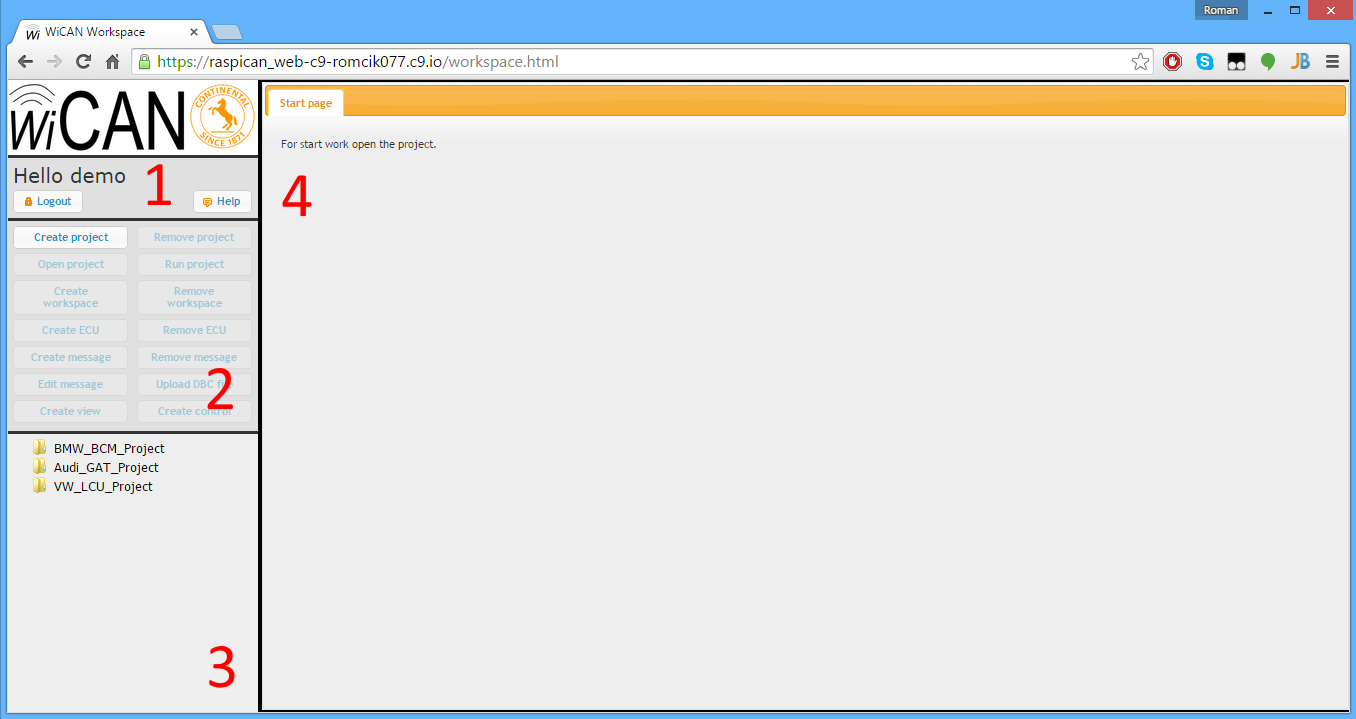 Roman
Wi WiCAN Workspace
https://raspican_web-c9-romcik077.c9.io/workspace.html
JB
WiCAN
CONTINENTAL
SINCE 1871
Start page
For start work open the project.
Hello demo
1
Logout
Help
4
Create project
Remove project
Open project
Run project
Create
workspace
Remove
workspace
Create ECU
Remove ECU
Create message
Remove message
Edit message
Upload DBC file
2
Create view
Create control
BMW_BCM_Project
Audi_GAT_Project
VW_LCU_Project
3